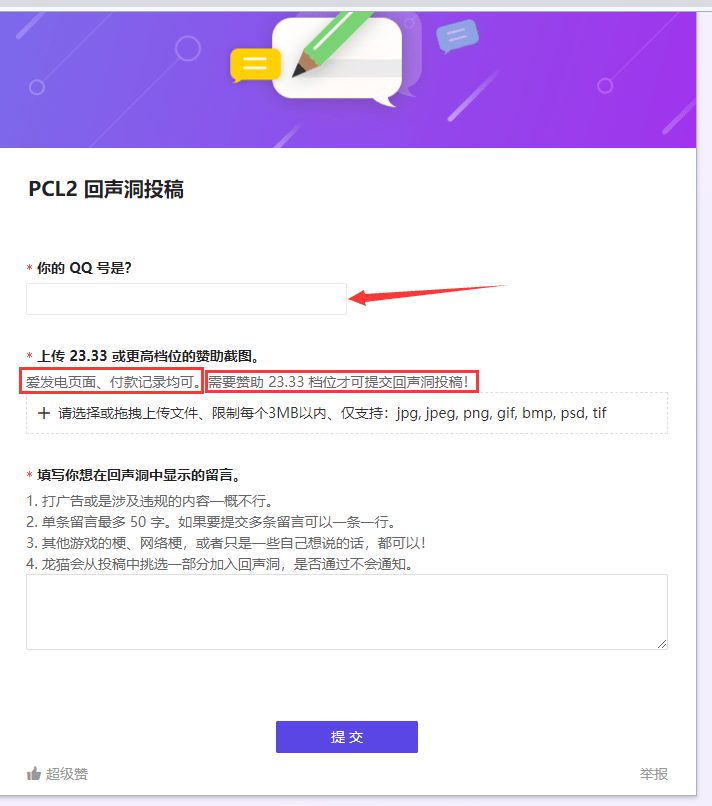 PCL2 回声洞投稿
* 你的 QQ 号是?
* 上传 23.33 或更高档位的赞助截图。
爱发电页面、付款记录均可。需要赞助 23.33 档位才可提交回声洞投稿!
+ 请选择或拖拽上传文件、限制每个3MB以内、仅支持: jpg, jpeg, png, gif, bmp, psd, tif
* 填写你想在回声洞中显示的留言。
1. 打广告或是涉及违规的内容一概不行。
2. 单条留言最多 50 字。如果要提交多条留言可以一条一行。
3. 其他游戏的梗、网络梗，或者只是一些自己想说的话，都可以!
4. 龙猫会从投稿中挑选一部分加入回声洞，是否通过不会通知。
提交
超级赞
举报